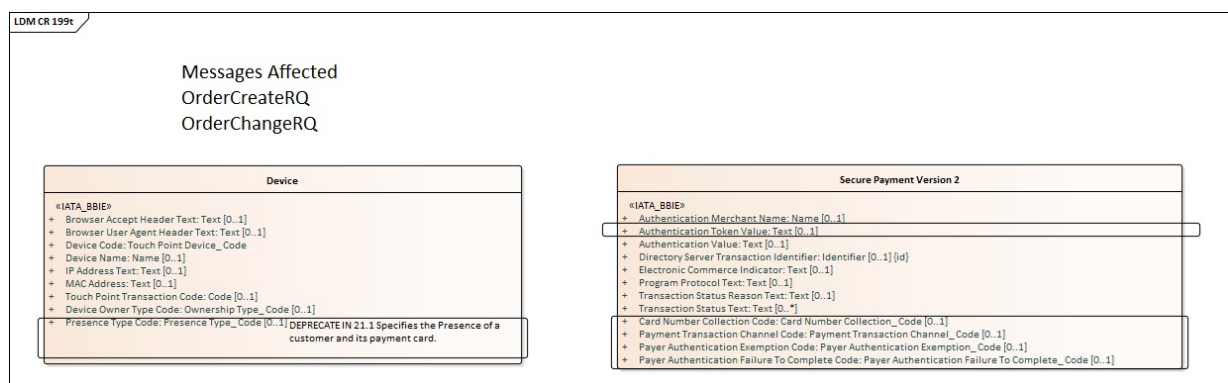 LDM CR 199t
Messages Affected
OrderCreateRQ
OrderChangeRQ
Device
«IATA_BBIE»
+ Browser Accept Header Text: Text [0..1]
+ Browser User Agent Header Text: Text [0..1]
+ Device Code: Touch Point Device_Code
+ Device Name: Name [0..1]
+ IP Address Text: Text [0..1]
+ MAC Address: Text [0..1]
+ Touch Point Transaction Code: Code [0..1]
+ Device Owner Type Code: Ownership Type_Code [0..1]
+ Presence Type Code: Presence Type_Code [0..1] DEPRECATE IN 21.1 Specifies the Presence of a
customer and its payment card.
Secure Payment Version 2
«IATA_BBIE»
+ Authentication Merchant Name: Name [0..1]
+ Authentication Token Value: Text [0..1]
+ Authentication Value: Text [0..1]
+ Directory Server Transaction Identifier: Identifier [0..1] {id}
+ Electronic Commerce Indicator: Text [0..1]
+ Program Protocol Text: Text [0..1]
+ Transaction Status Reason Text: Text [0..1]
+ Transaction Status Text: Text [0..*]
+ Card Number Collection Code: Card Number Collection_Code [0..1]
+ Payment Transaction Channel Code: Payment Transaction Channel_Code [0..1]
+ Payer Authentication Exemption Code: Payer Authentication Exemption_Code [0..1]
+ Payer Authentication Failure To Complete Code: Payer Authentication Failure To Complete_Code [0..1]